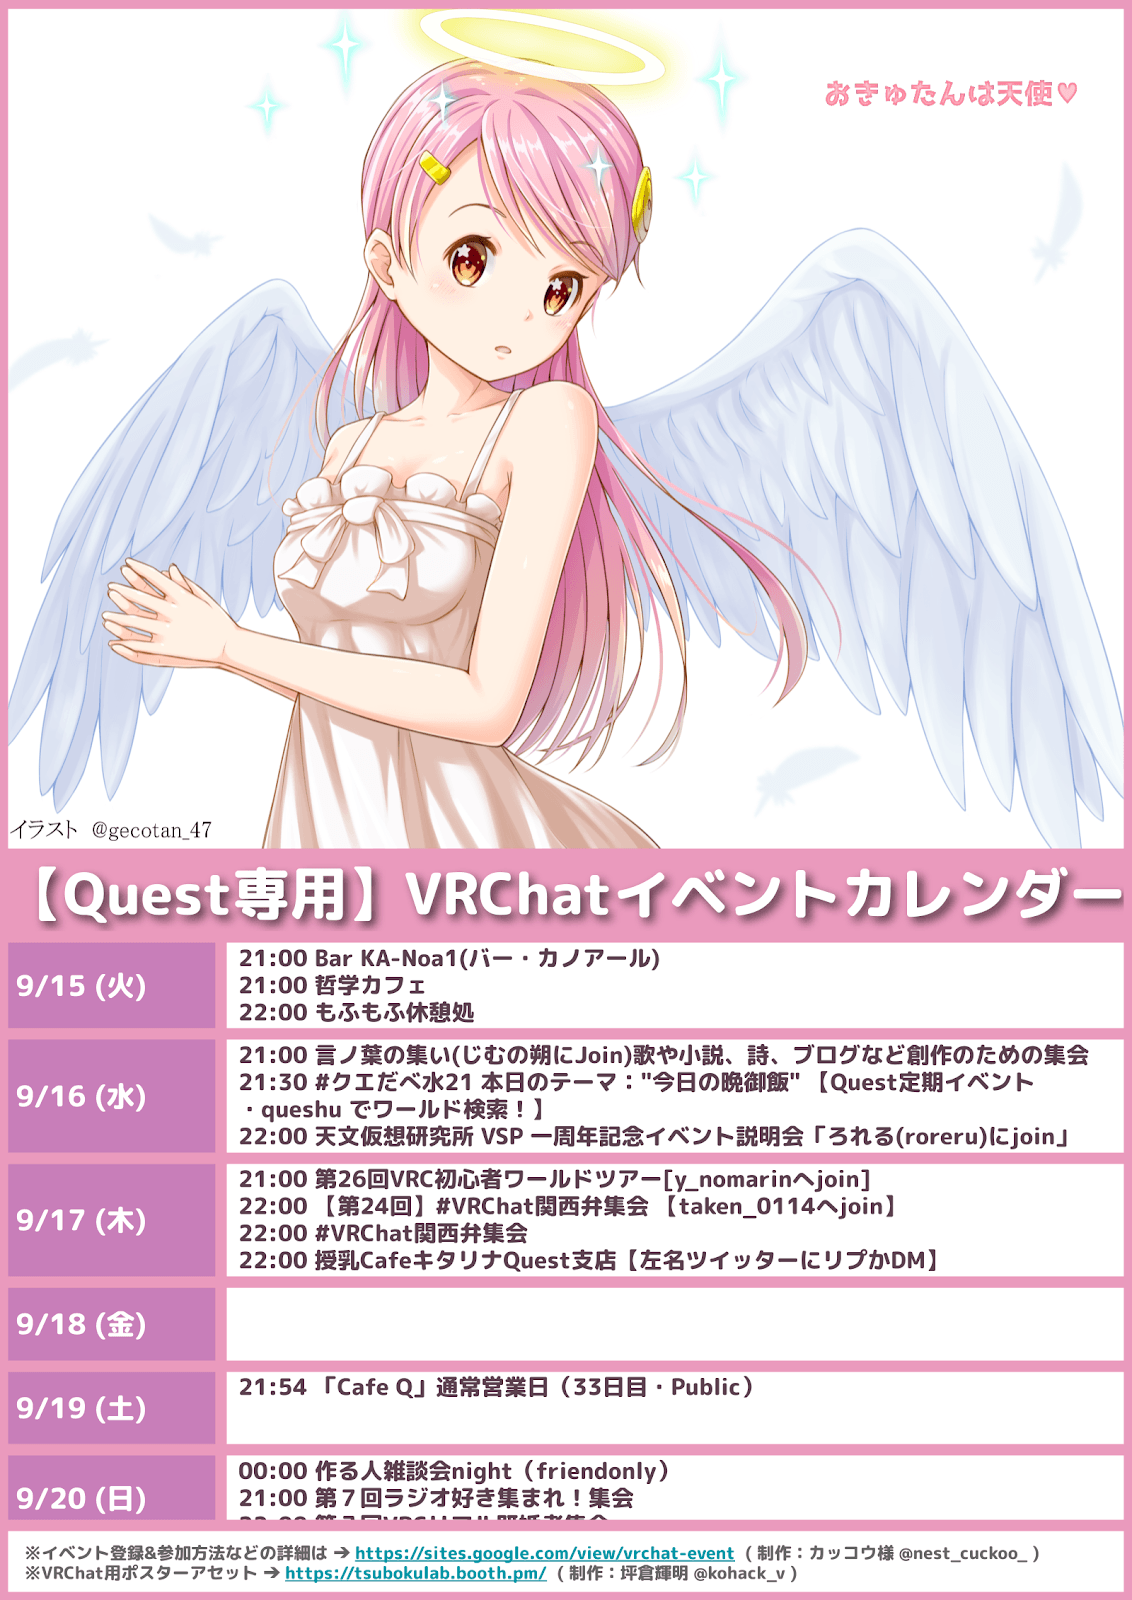 おきゅたんは天使♥
イラスト @gecotan_47
【Quest専用】VRChatイベントカレンダー
9/15 (火)
21:00 Bar KA-Noa1(バー・カノアール)
21:00 哲学カフェ
22:00 もふもふ休憩処
9/16 (水)
21:00 言ノ葉の集い(じむの朔にJoin)歌や小説、詩、ブログなど創作のための集会
21:30 #クエだべ水21 本日のテーマ："今日の晩御飯" 【Quest定期イベント
・queshu でワールド検索！】
22:00 天文仮想研究所 VSP 一周年記念イベント説明会「ろれる(roreru)にjoin」
9/17 (木)
21:00 第26回VRC初心者ワールドツアー[y_nomarinへjoin]
22:00 【第24回】#VRChat関西弁集会 【taken_0114へjoin】
22:00 #VRChat関西弁集会
22:00 授乳CafeキタリナQuest支店【左名ツイッターにリプかDM】
9/18 (金)
9/19 (土)
21:54 「Cafe Q」通常営業日（33日目・Public）
9/20 (日)
00:00 作る人雑談会night（friendonly）
21:00 第７回ラジオ好き集まれ！集会
※イベント登録&参加方法などの詳細は ➔ https://sites.google.com/view/vrchat-event ( 制作：カッコウ様 @nest_cuckoo_ )
※VRChat用ポスターアセット ➔ https://tsubokulab.booth.pm/ ( 制作：坪倉輝明 @kohack_v )